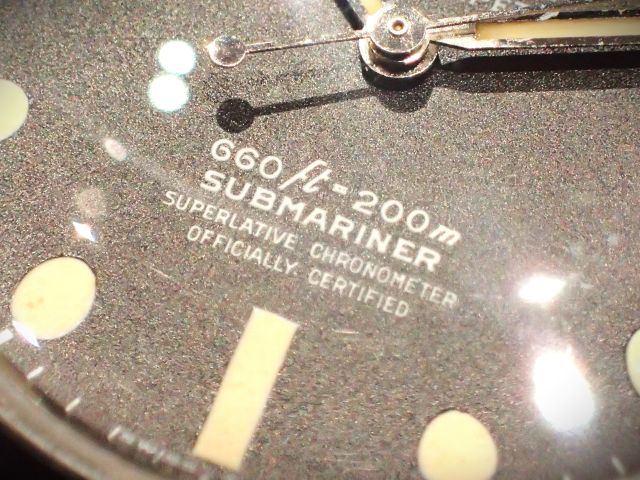 660ft = 200m
SUBMARINER
SUPERLATIVE CHRONOMETER
OFFICIALLY CERTIFIED